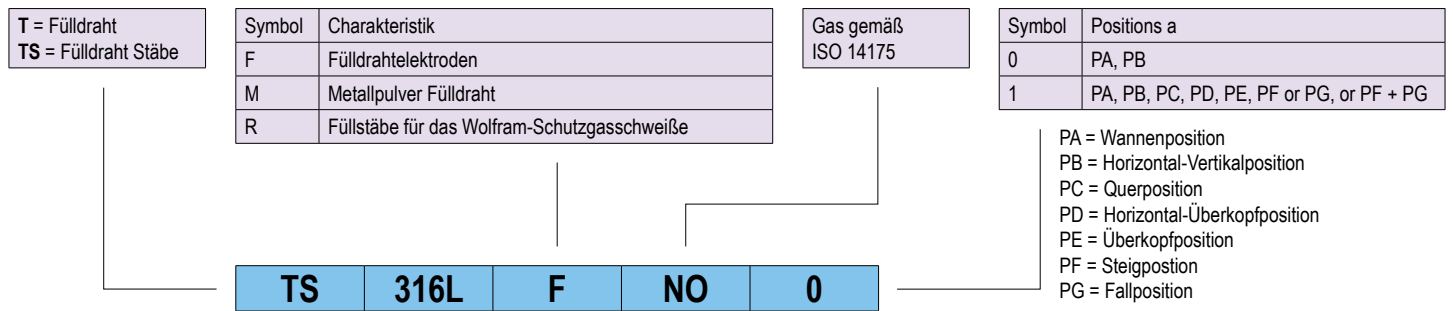 T = Fülldraht
TS = Fülldraht Stäbe
Symbol Charakteristik
F Fülldrahtelektroden
M Metallpulver Fülldraht
R Füllstäbe für das Wolfram-Schutzgasschweiße
Gas gemäß
ISO 14175
Symbol Positions a
0 PA, PB
1 PA, PB, PC, PD, PE, PF or PG, or PF + PG
PA = Wannenposition
PB = Horizontal-Vertikalposition
PC = Querposition
PD = Horizontal-Überkopfposition
PE = Überkopfposition
PF = Steigpostion
PG = Fallposition
TS 316L F NO 0